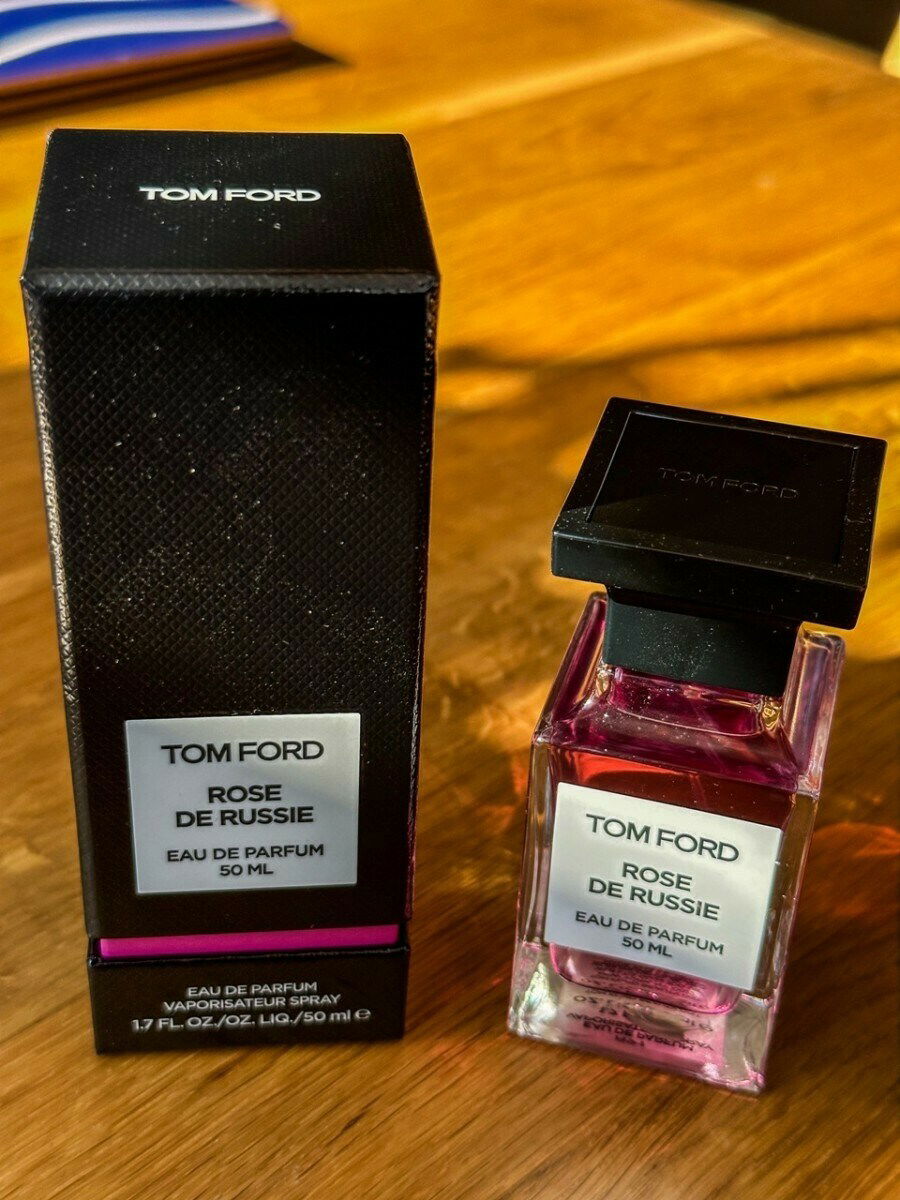 TOM FORD
TOM FORD
ROSE
DE RUSSIE
EAU DE PARFUM
50 ML
EAU DE PARFUM
VAPORISATEUR SPRAY
1.7 FL. OZ./OZ. LIQ./50 ml ℮
TOM FORD
TOM FORD
ROSE
DE RUSSIE
EAU DE PARFUM
50 ML